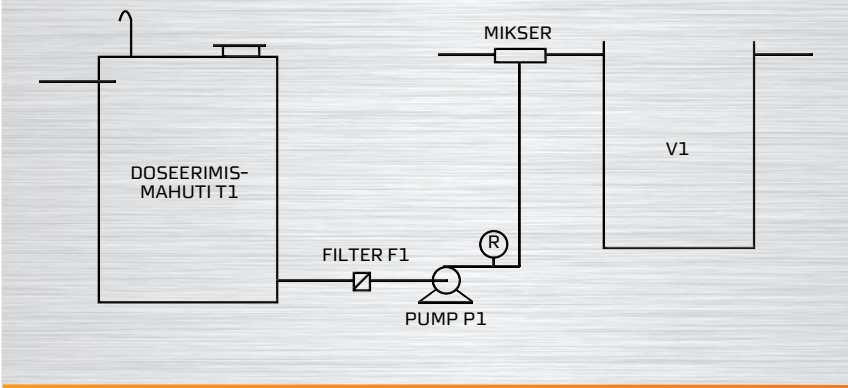 MIKSER
DOSEERIMIS-
MAHUTI T1
V1
R
FILTER F1
PUMP P1